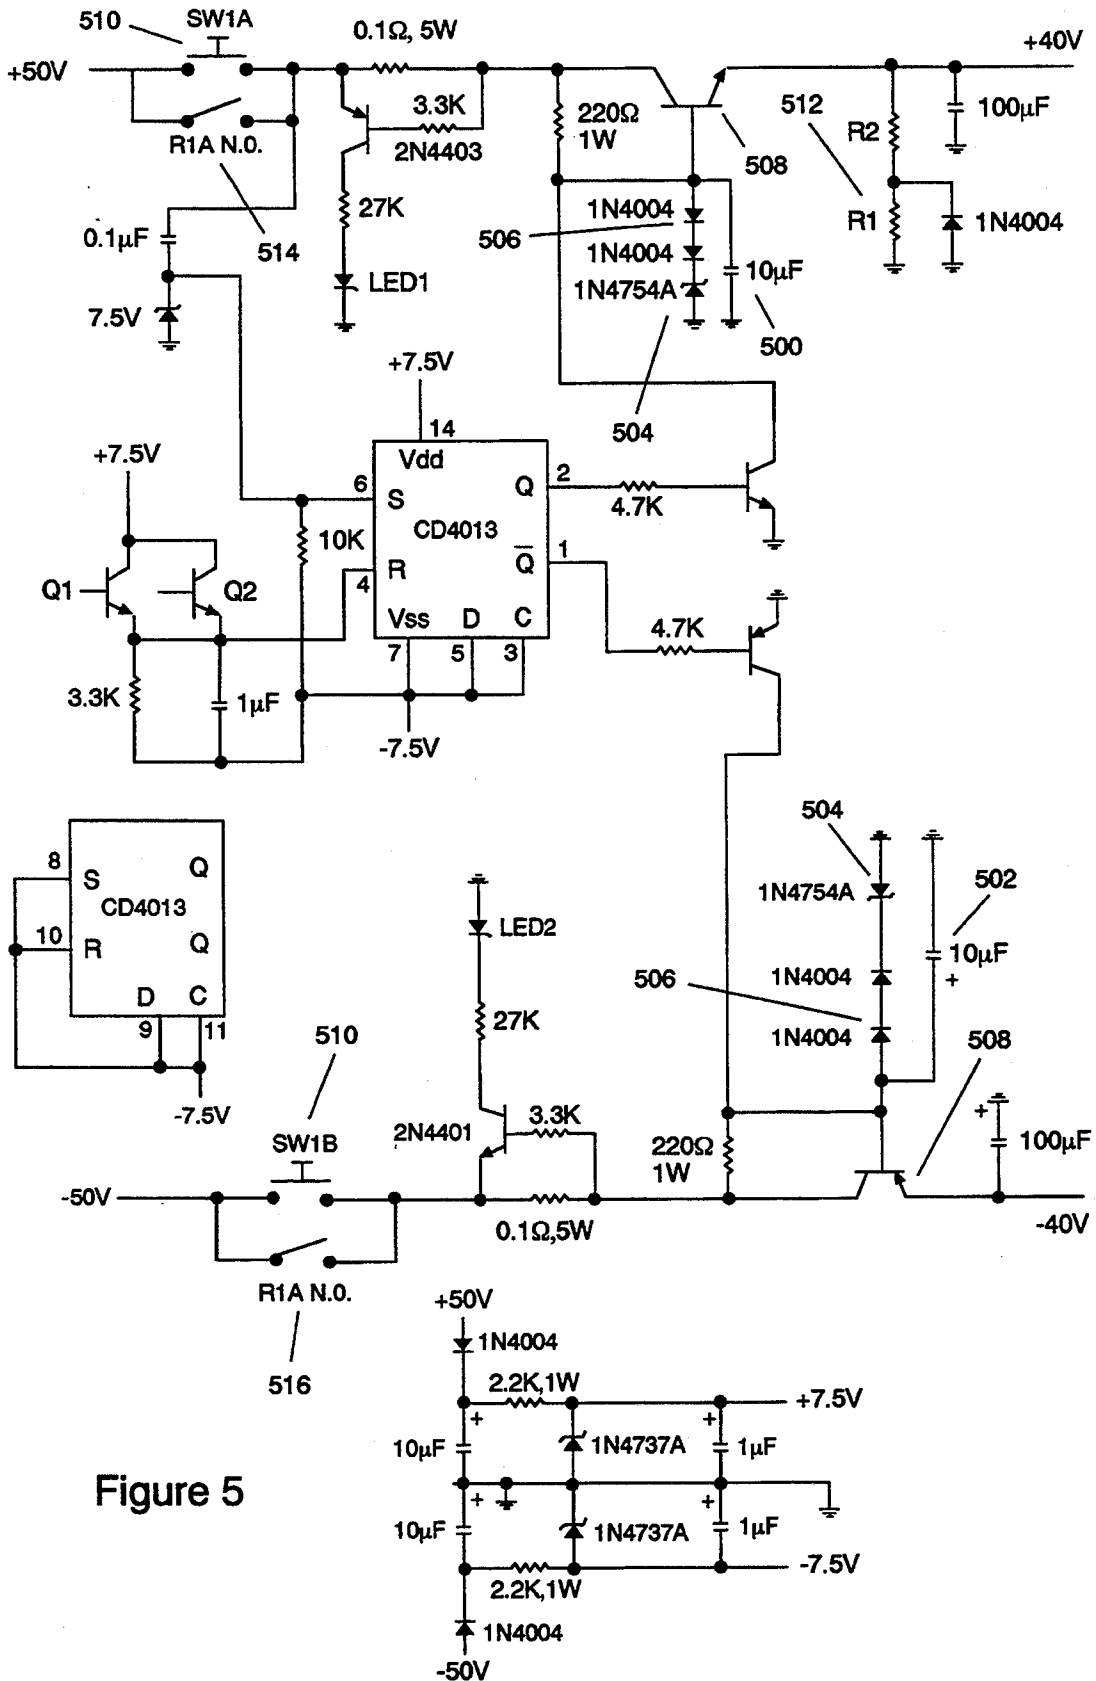 510
SW1A
0.1Ω, 5W
+50V
+40V
R1A N.O.
514
3.3K
2N4403
27K
LED1
0.1µF
7.5V
220Ω
1W
508
512
R2
R1
100µF
1N4004
1N4004
506
1N4004
1N4754A
10µF
500
504
+7.5V
14
Vdd
6
S
CD4013
Q
2
4.7K
Q
1
R
4
Vss
D
C
7
5
3
-7.5V
10K
+7.5V
Q1
Q2
3.3K
1µF
4.7K
8
S
Q
CD4013
10
R
Q
D
C
9
11
-7.5V
LED2
27K
2N4401
3.3K
510
SW1B
-50V
0.1Ω,5W
R1A N.O.
516
504
1N4754A
502
10µF
+
506
1N4004
1N4004
508
220Ω
1W
+
100µF
-40V
+50V
1N4004
2.2K,1W
+7.5V
+
+
10µF
1N4737A
1µF
+
+
10µF
1N4737A
1µF
2.2K,1W
-7.5V
1N4004
-50V
Figure 5